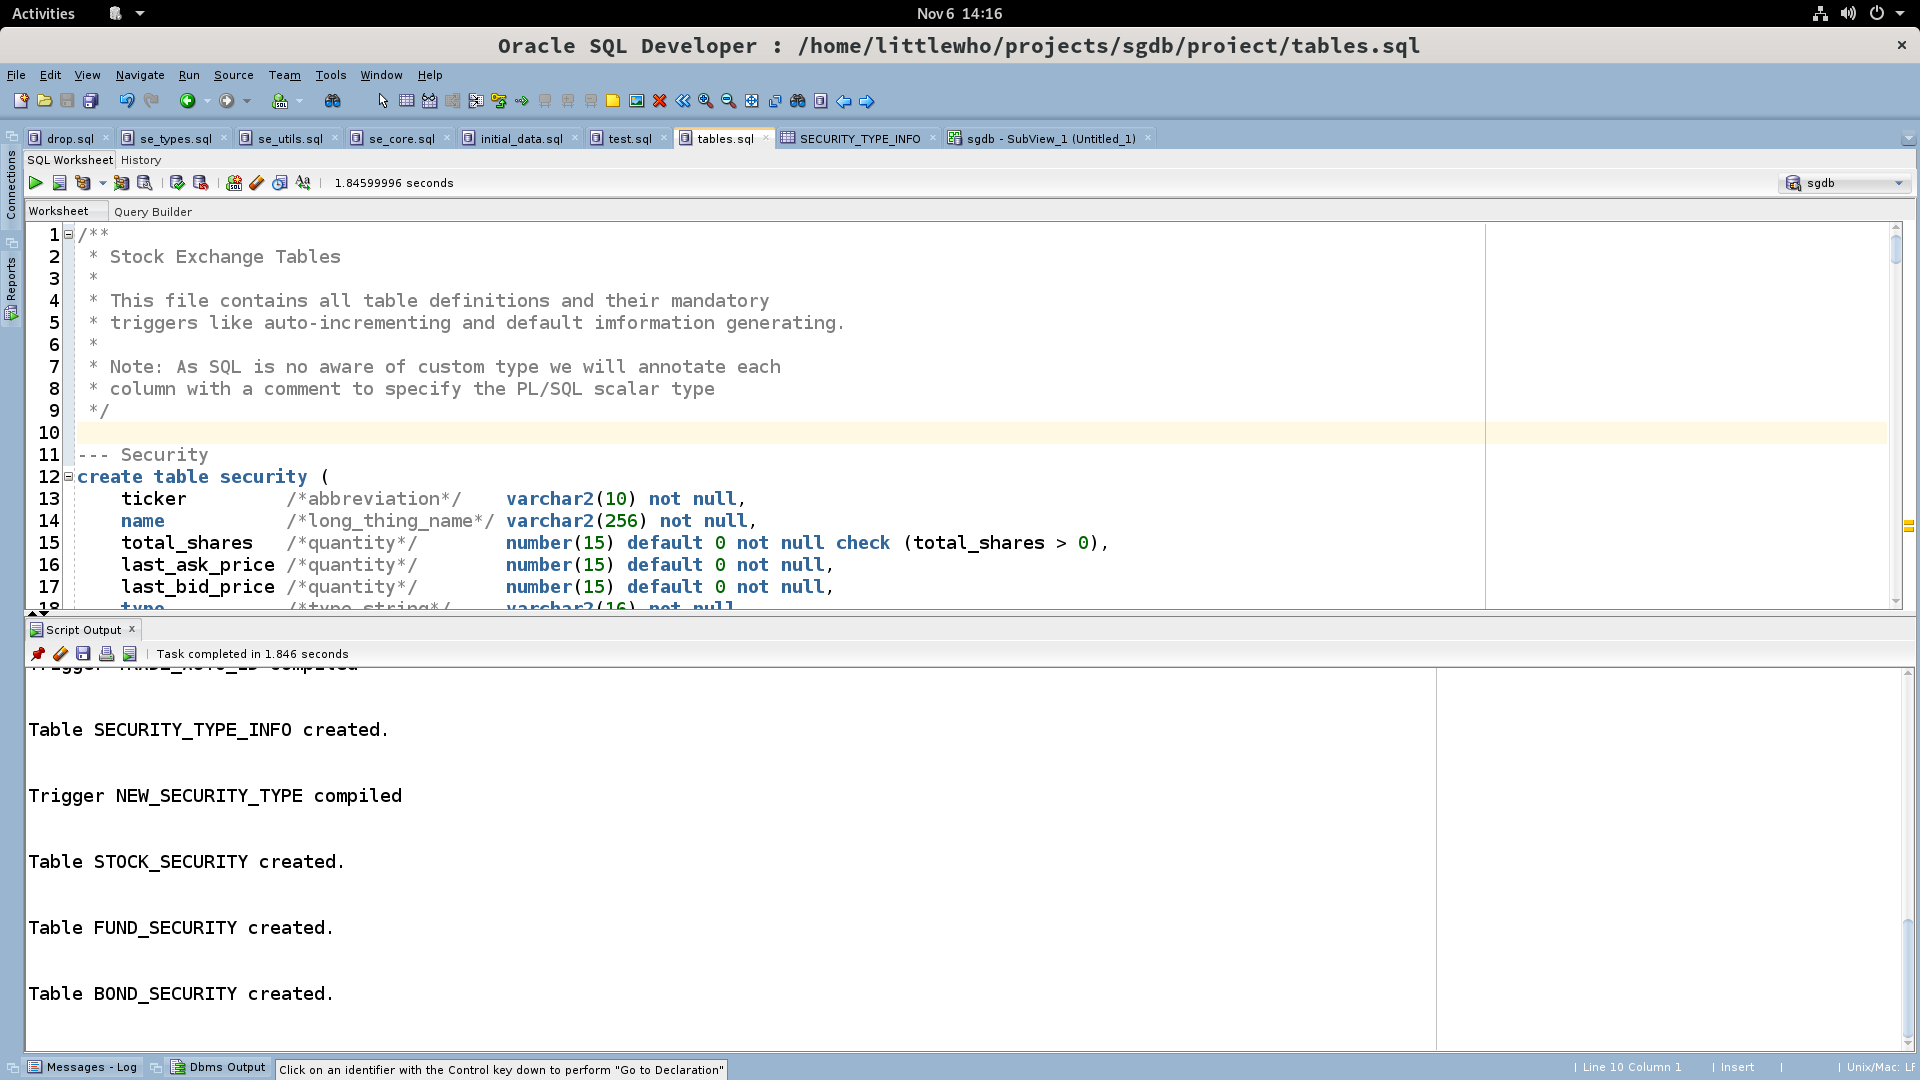 Activities
Nov 6 14:16
Oracle SQL Developer : /home/littlewho/projects/sgdb/project/tables.sql
File Edit View Navigate Run Source Team Tools Window Help
drop.sql se_types.sql se_utils.sql se_core.sql initial_data.sql test.sql tables.sql SECURITY_TYPE_INFO sgdb - SubView_1 (Untitled_1)
Connections
Reports
SQL Worksheet History
1.84599996 seconds
sgdb
Worksheet Query Builder
1 /**
2  * Stock Exchange Tables
3  *
4  * This file contains all table definitions and their mandatory
5  * triggers like auto-incrementing and default imformation generating.
6  *
7  * Note: As SQL is no aware of custom type we will annotate each
8  * column with a comment to specify the PL/SQL scalar type
9  */
10
11 --- Security
12 create table security (
13     ticker         /*abbreviation*/    varchar2(10) not null,
14     name           /*long_thing_name*/ varchar2(256) not null,
15     total_shares   /*quantity*/        number(15) default 0 not null check (total_shares > 0),
16     last_ask_price /*quantity*/        number(15) default 0 not null,
17     last_bid_price /*quantity*/        number(15) default 0 not null,
18     type           /*type_string*/     varchar2(16) not null
Script Output
Task completed in 1.846 seconds
Trigger TRADE_AUTO_ID compiled
Table SECURITY_TYPE_INFO created.
Trigger NEW_SECURITY_TYPE compiled
Table STOCK_SECURITY created.
Table FUND_SECURITY created.
Table BOND_SECURITY created.
Messages - Log Dbms Output Click on an identifier with the Control key down to perform "Go to Declaration" | Line 10 Column 1 | Insert | | Unix/Mac: LF